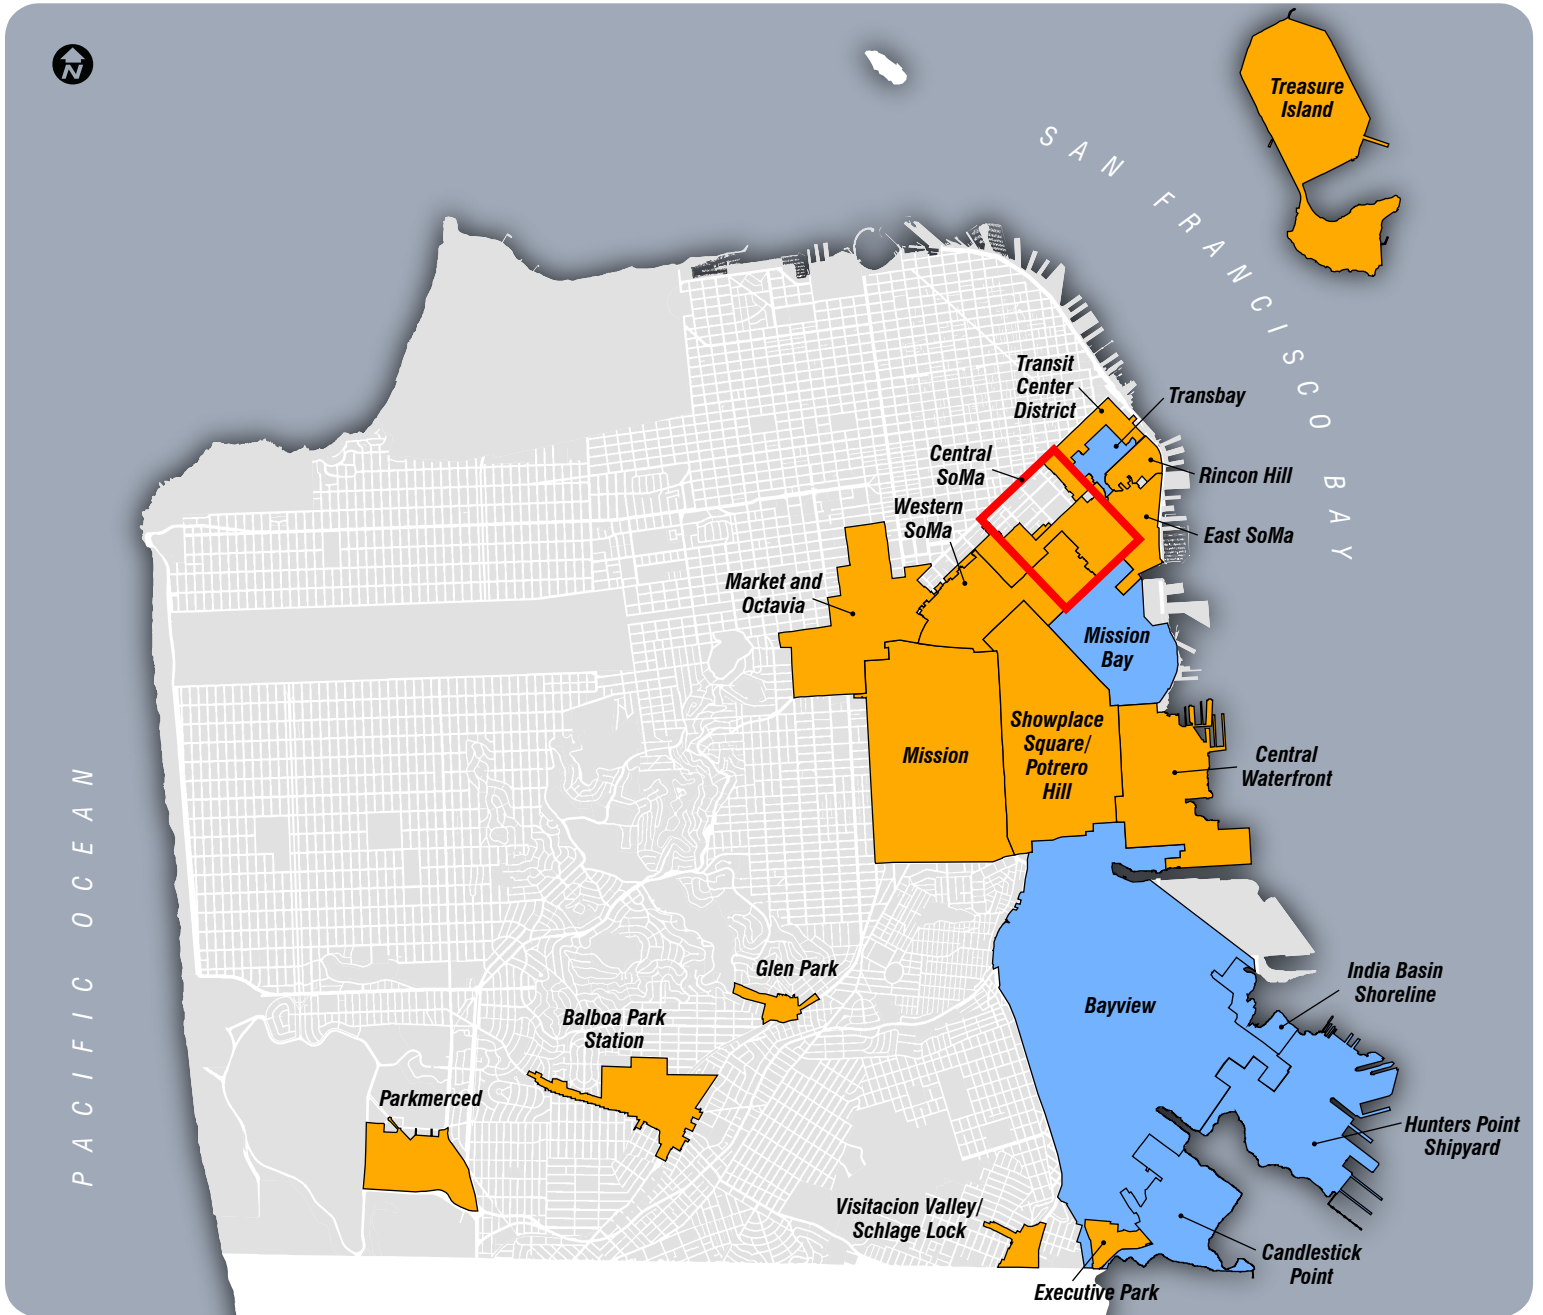 N
Treasure
Island
SAN FRANCISCO BAY
Transit
Center
District
Transbay
Central
SoMa
Rincon Hill
Western
SoMa
East SoMa
Market and
Octavia
Mission
Bay
Showplace
Square/
Potrero
Hill
Mission
Central
Waterfront
PACIFIC OCEAN
Glen Park
India Basin
Shoreline
Bayview
Balboa Park
Station
Parkmerced
Hunters Point
Shipyard
Visitacion Valley/
Schlage Lock
Candlestick
Point
Executive Park